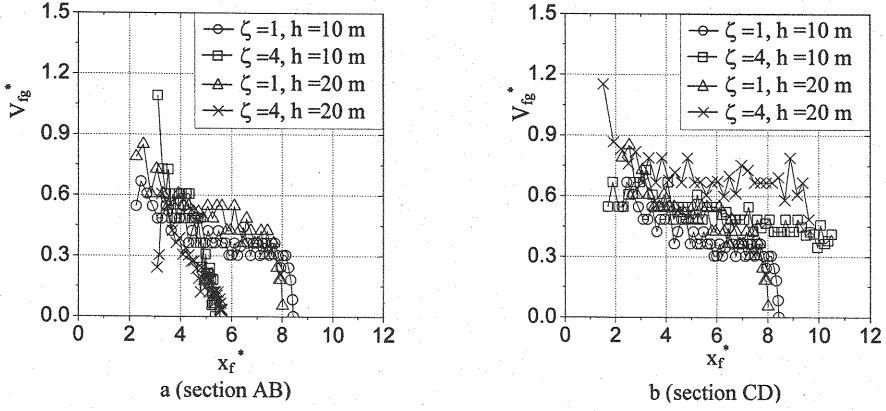 1.5
1.2
0.9
0.6
0.3
0.0
V_fg*
0 2 4 6 8 10 12
x_f*
ζ=1, h=10 m
ζ=4, h=10 m
ζ=1, h=20 m
ζ=4, h=20 m
a (section AB)
1.5
1.2
0.9
0.6
0.3
0.0
V_fg*
0 2 4 6 8 10 12
x_f*
ζ=1, h=10 m
ζ=4, h=10 m
ζ=1, h=20 m
ζ=4, h=20 m
b (section CD)